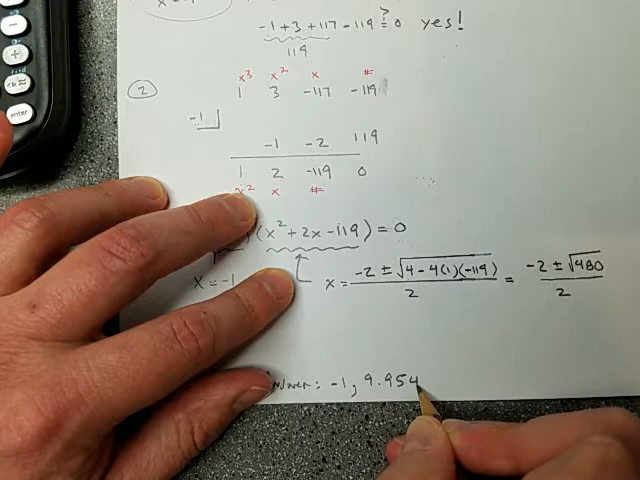 -1+3+117-119 ?= 0 yes!
119
2
x³ x² x #
1 3 -117 -119
-1
-1 -2 119
1 2 -119 0
x² x #
(x²+2x-119)=0
x=-1 x= -2±√4-4(1)(-119) / 2 = -2±√480 / 2
: -1, 9.954
enter